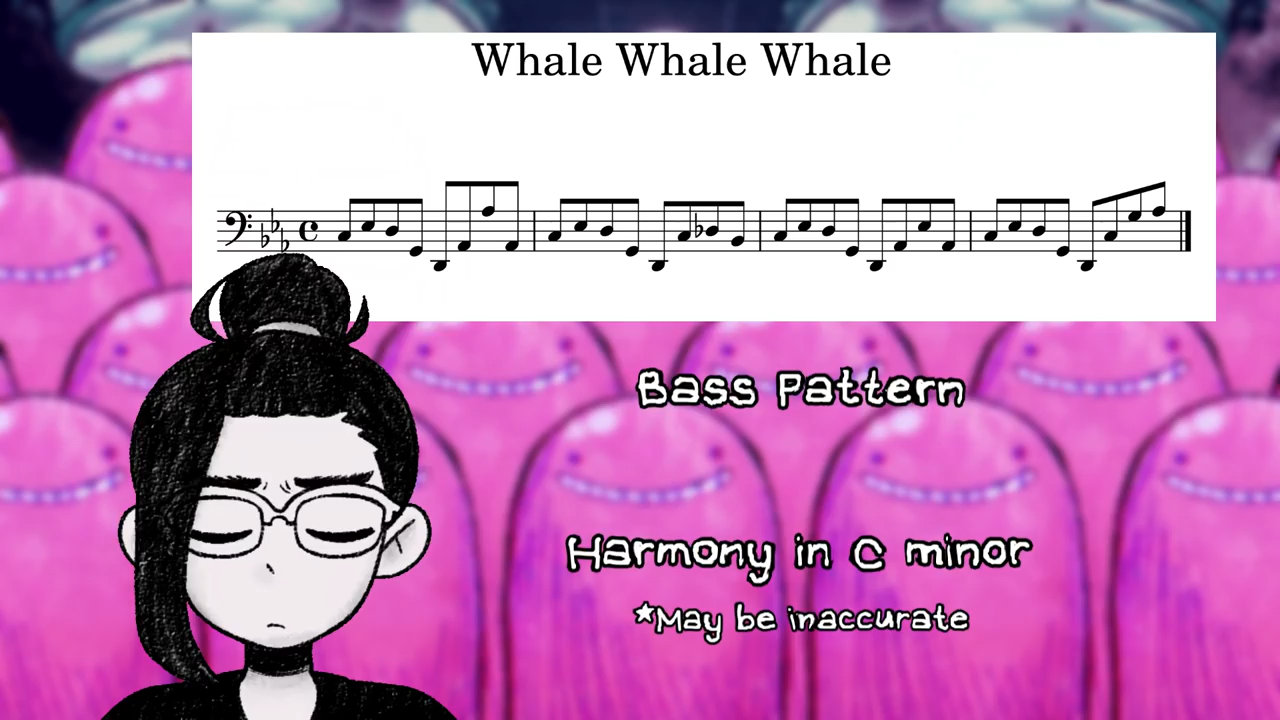 Whale Whale Whale
Bass Pattern
Harmony in C minor
*May be inaccurate